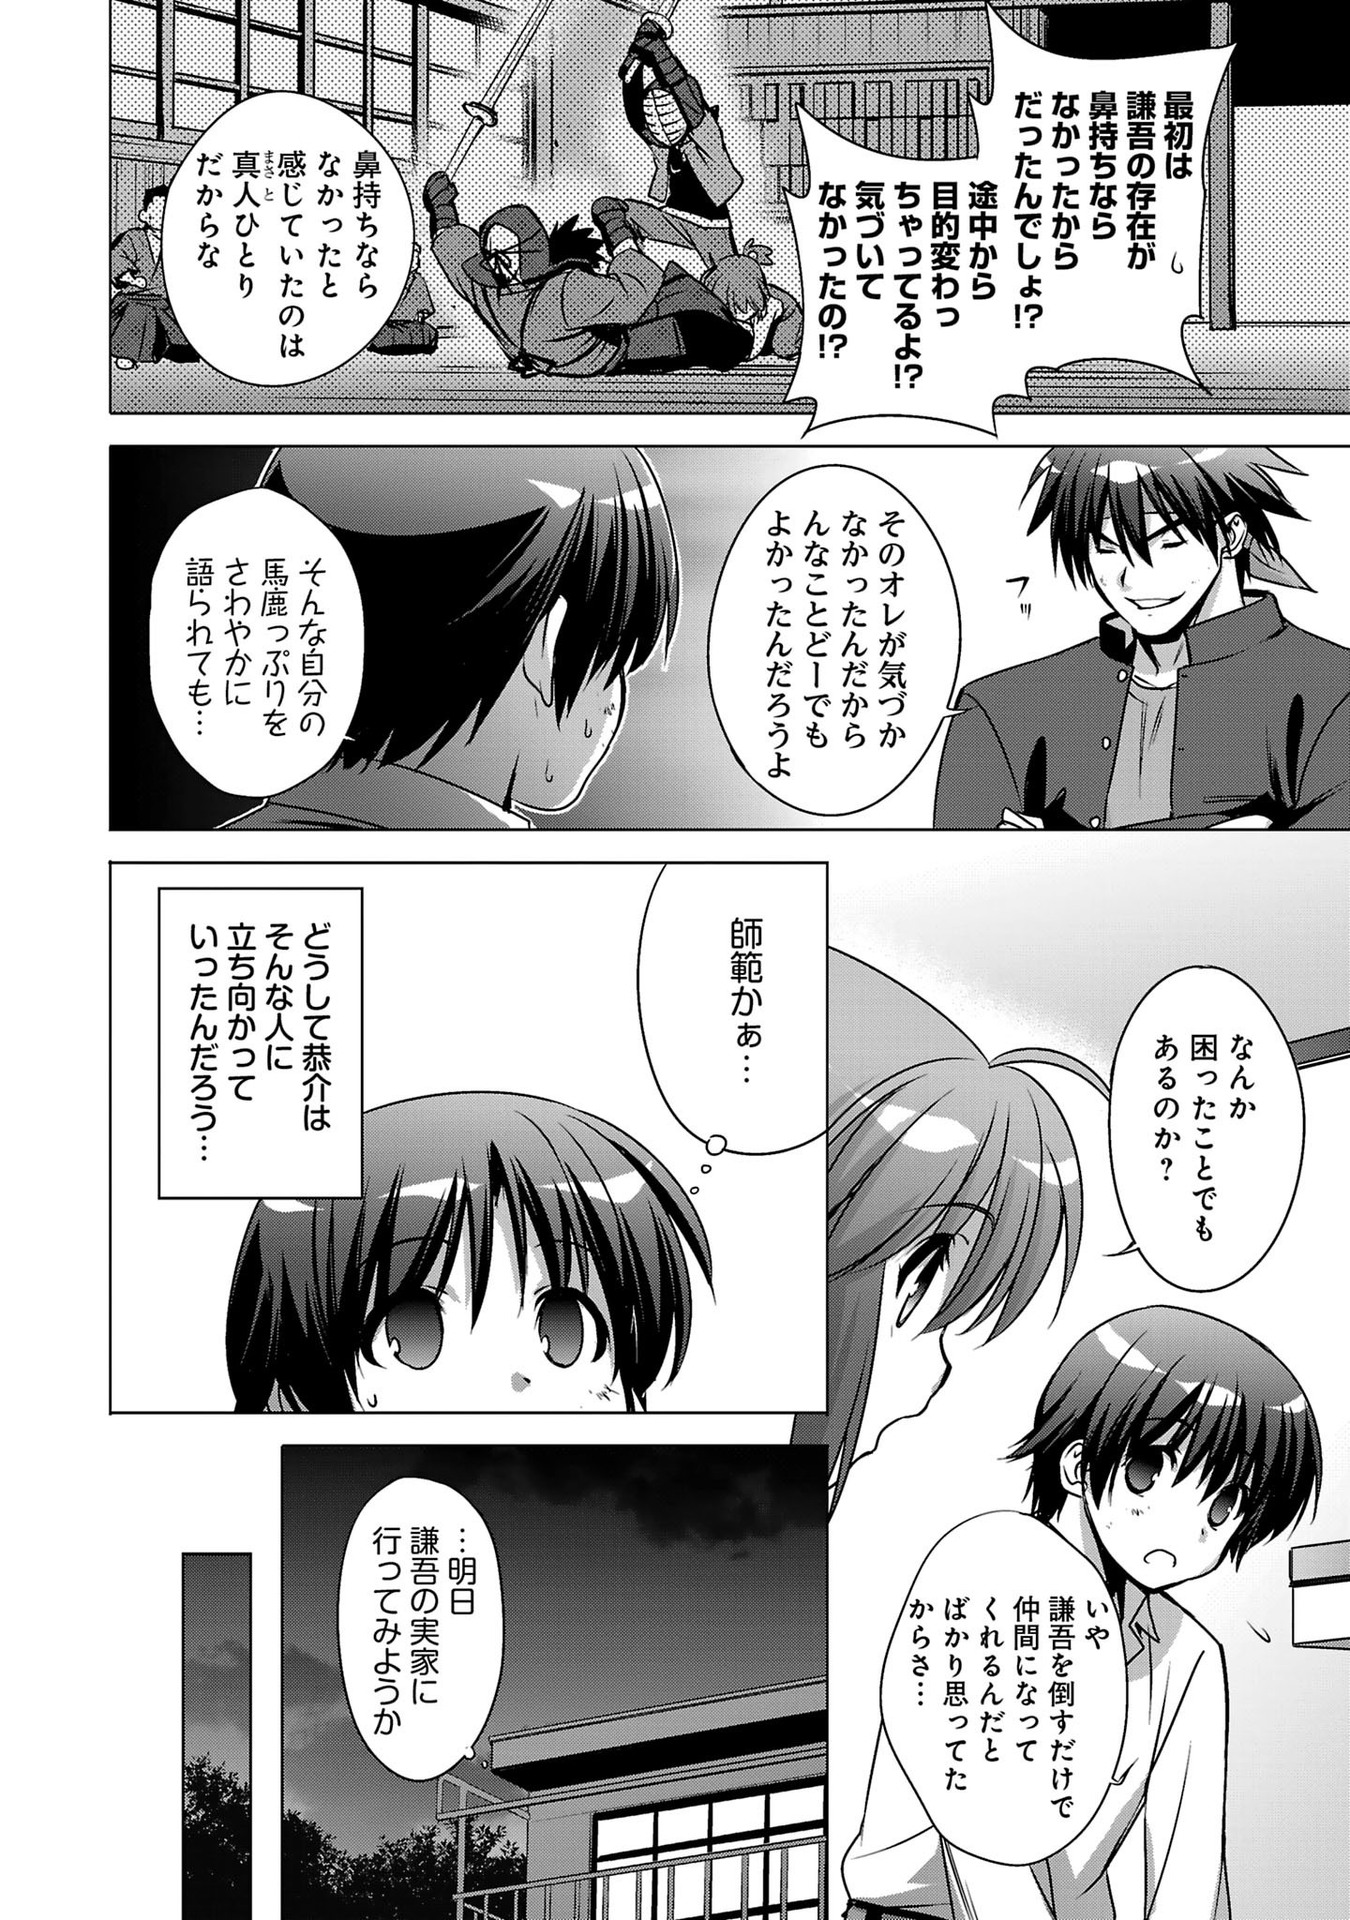 最初は
謙吾の存在が
鼻持ちなら
なかったから
だったんでしょ!?
途中から
目的変わっ
ちゃってるよ!?
気づいて
なかったの!?
鼻持ちなら
なかったと
感じていたのは
真人ひとり
まさと
だからな
そのオレが気づか
なかったんだから
んなことどーでも
よかったんだろうよ
フッ
そんな自分の
馬鹿っぷりを
さわやかに
語られても…
なんか
困ったことでも
あるのか?
いや
謙吾を倒すだけで
仲間になって
くれるんだと
ばかり思ってた
からさ…
師範かぁ…
どうして恭介は
そんな人に
立ち向かって
いったんだろう…
…明日
謙吾の実家に
行ってみようか